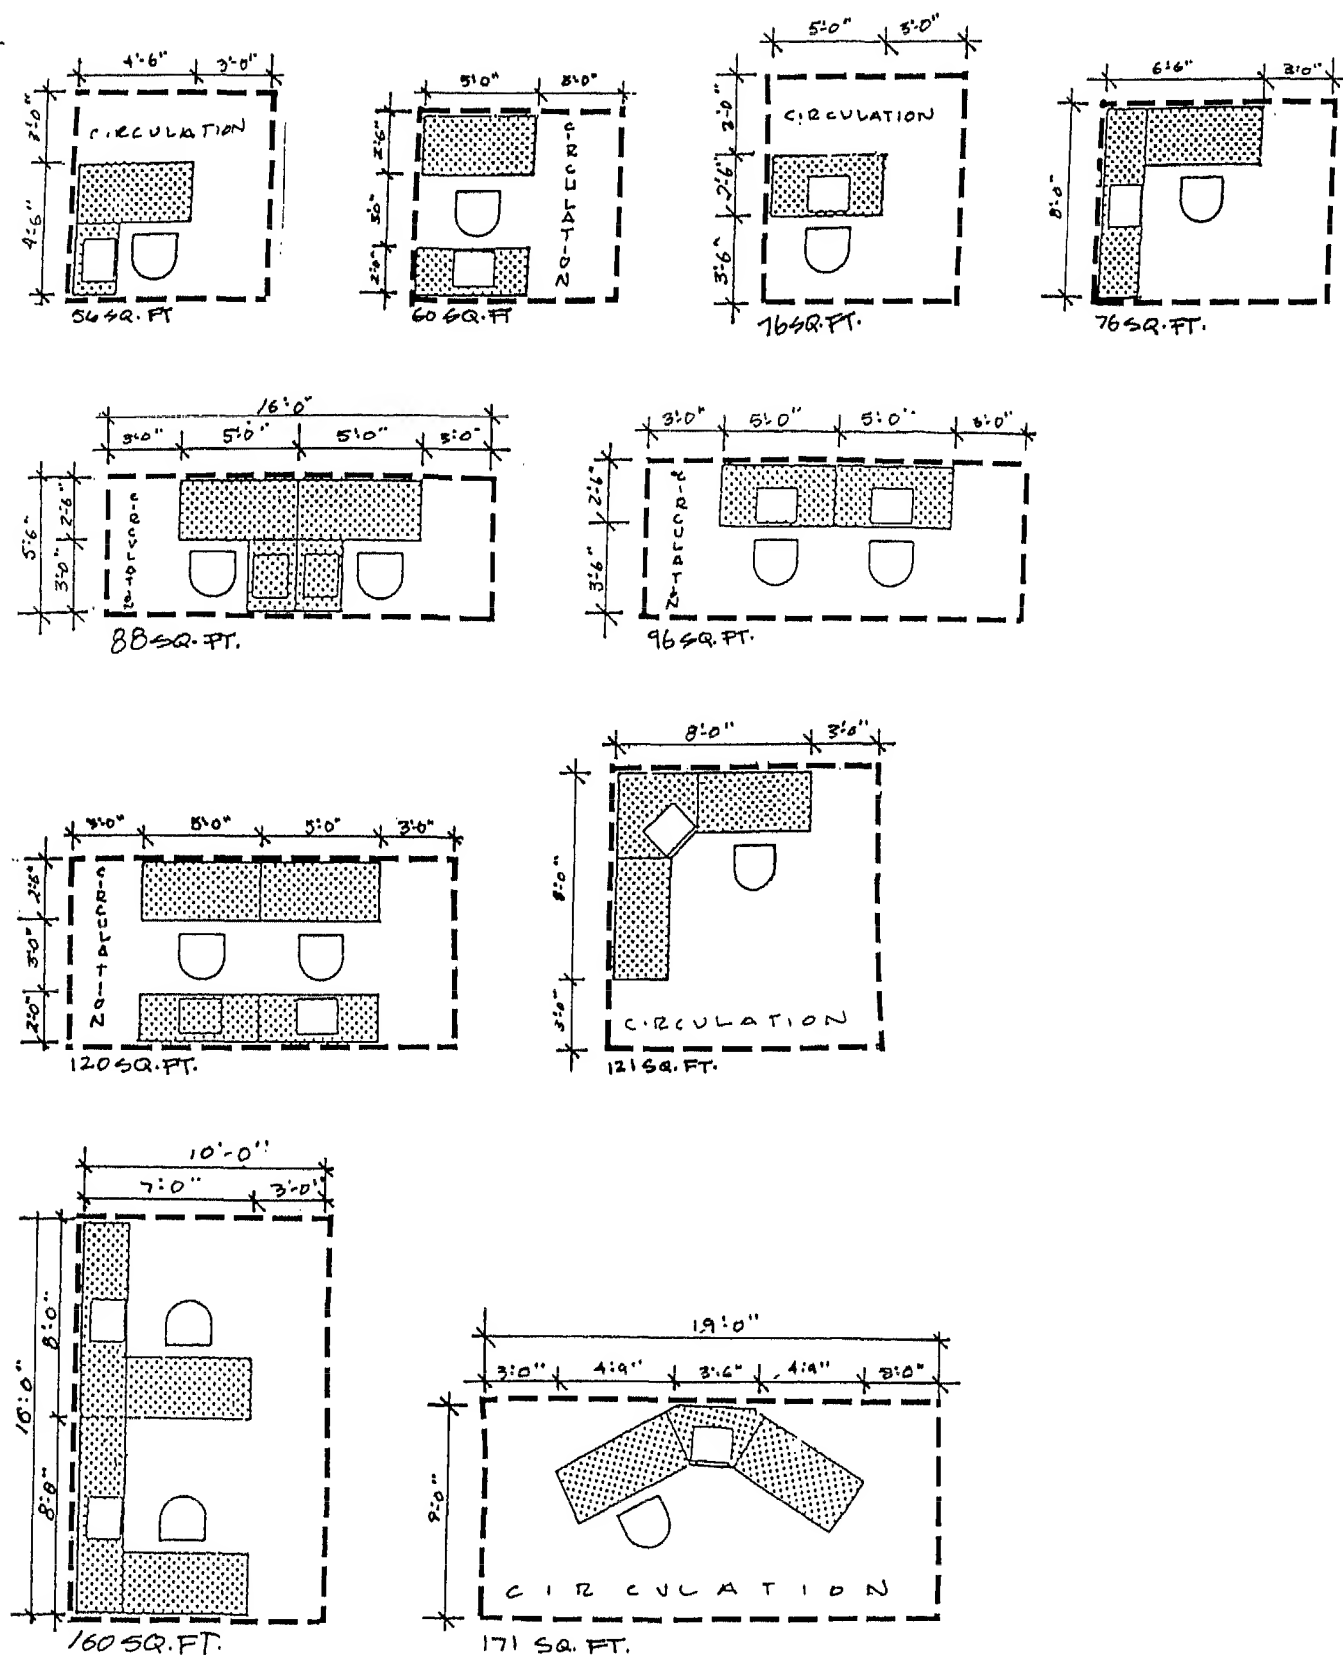 4'-6" 3'-0"
3'-0"
CIRCULATION
4'-6"
56 SQ. FT
5'0" 3'0"
2'-6"
3'0"
2'-0"
CIRCULATION
60 SQ FT
5'-0" 3'-0"
3'-0"
CIRCULATION
2'-6"
3'-6"
76 SQ. FT.
6'6" 3'0"
8'-0"
76 SQ. FT.
16'-0"
3'-0" 5'-0" 5'-0" 3'-0"
5'-6"
2'-6"
3'-0"
CIRCULATION
88 SQ. FT.
3'-0" 5'-0" 5'-0" 3'-0"
2'-6"
3'-6"
CIRCULATION
96 SQ. FT.
3'-0" 5'-0" 5'-0" 3'-0"
2'-6"
3'-0"
2'-0"
CIRCULATION
120 SQ. FT.
8'-0" 3'-0"
8'-0"
3'-0"
CIRCULATION
121 SQ. FT.
10'-0"
7'-0" 3'-0"
16'-0"
8'-0"
8'-0"
160 SQ. FT.
19'-0"
3'-0" 4'-9" 3'-6" 4'-9" 3'-0"
9'-0"
CIRCULATION
171 SQ. FT.